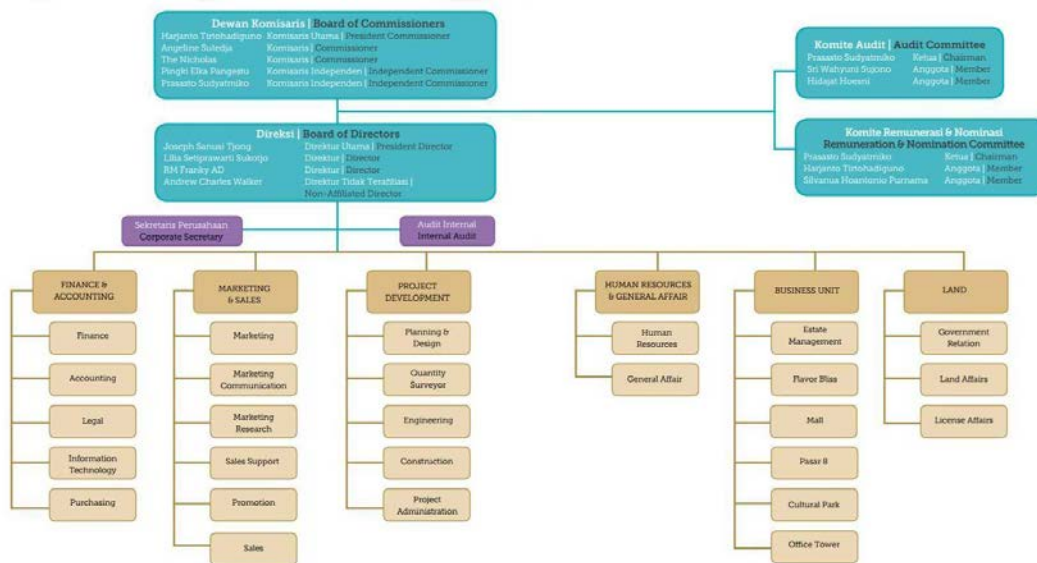 Dewan Komisaris | Board of Commissioners
Harjanto Tirtohadiguno Komisaris Utama | President Commissioner
Angeline Sutedja Komisaris | Commissioner
The Nicholas Komisaris | Commissioner
Pingki Elka Pangestu Komisaris Independen | Independent Commissioner
Prasasto Sudyatmiko Komisaris Independen | Independent Commissioner
Komite Audit | Audit Committee
Prasasto Sudyatmiko Ketua | Chairman
Sri Wahyuni Sujono Anggota | Member
Hidajat Hoesni Anggota | Member
Direksi | Board of Directors
Joseph Sanusi Tjong Direktur Utama | President Director
Lilia Setiprawarti Sukotjo Direktur | Director
RM Franky AD Direktur | Director
Andrew Charles Walker Direktur Tidak Terafiliasi |
Non-Affiliated Director
Komite Remunerasi & Nominasi
Remuneration & Nomination Committee
Prasasto Sudyatmiko Ketua | Chairman
Harjanto Tirtohadiguno Anggota | Member
Silvanus Hoantonio Purnama Anggota | Member
Sekretaris Perusahaan
Corporate Secretary
Audit Internal
Internal Audit
FINANCE &
ACCOUNTING
Finance
Accounting
Legal
Information
Technology
Purchasing
MARKETING
& SALES
Marketing
Marketing
Communication
Marketing
Research
Sales Support
Promotion
Sales
PROJECT
DEVELOPMENT
Planning &
Design
Quantity
Surveyor
Engineering
Construction
Project
Administration
HUMAN RESOURCES
& GENERAL AFFAIR
Human
Resources
General Affair
BUSINESS UNIT
Estate
Management
Flavor Bliss
Mall
Pasar 8
Cultural Park
Office Tower
LAND
Government
Relation
Land Affairs
License Affairs